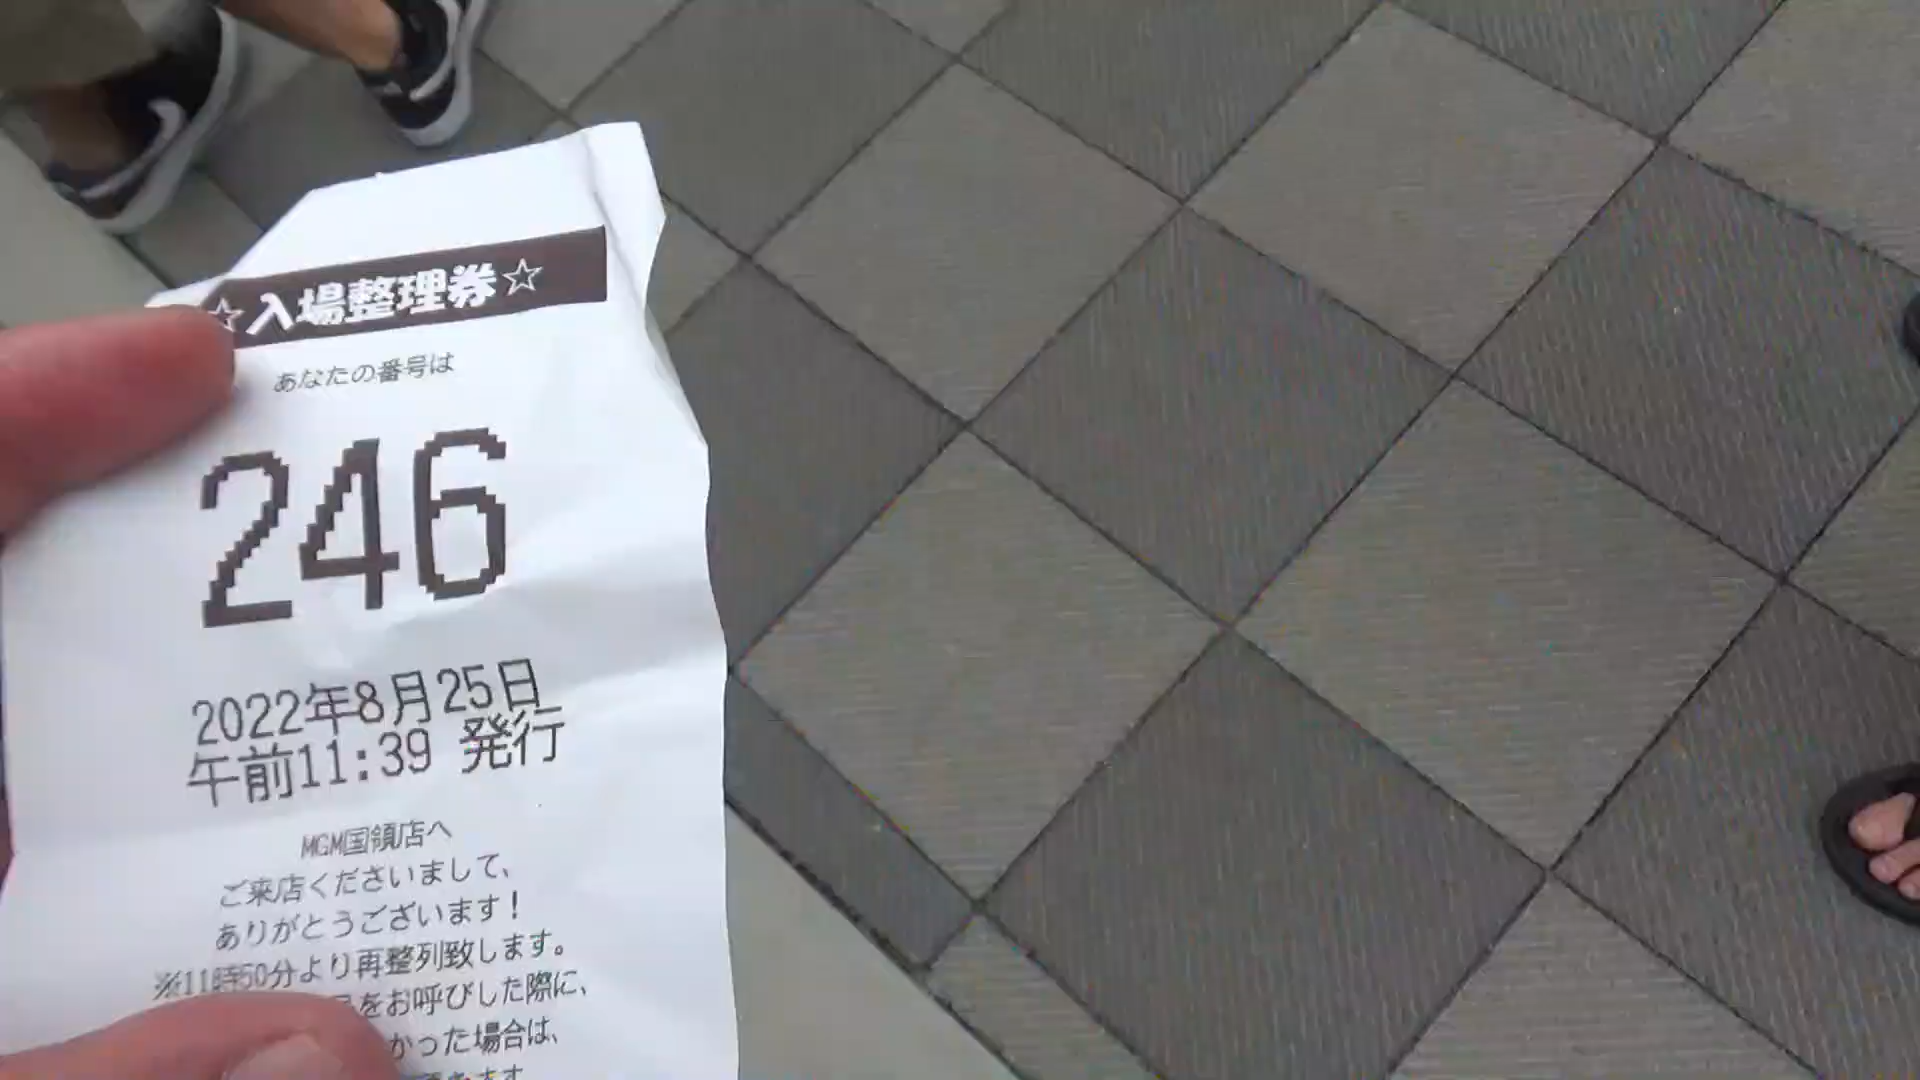 ☆入場整理券☆
あなたの番号は
246
2022年8月25日
午前11:39 発行
MGM国領店へ
ご来店くださいまして、
ありがとうございます!
※11時50分より再整列致します。
をお呼びした際に、
かった場合は、
ます